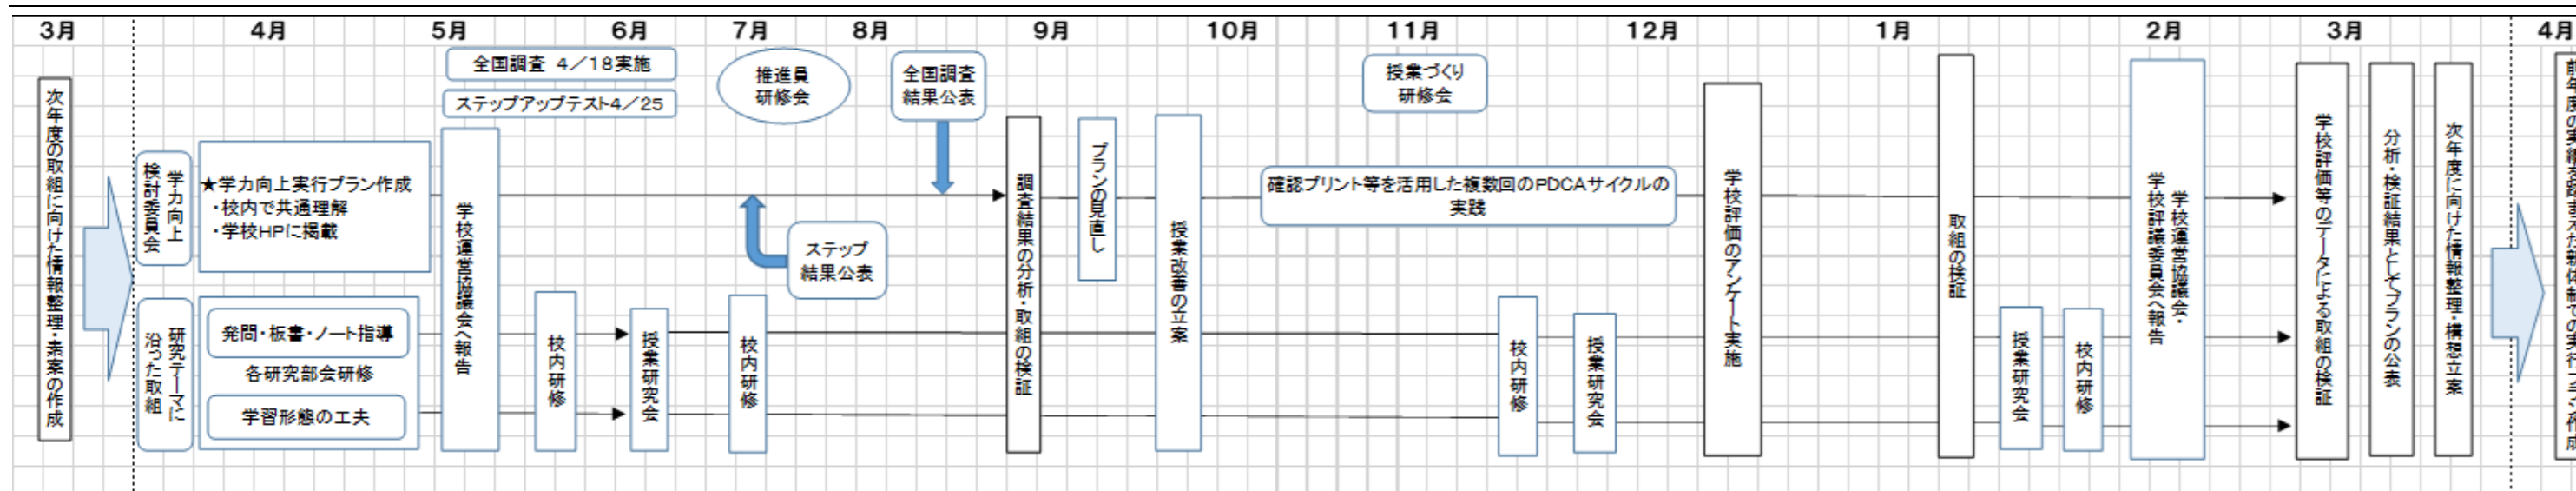 3月
4月
5月
6月
7月
8月
9月
10月
11月
12月
1月
2月
3月
4月
次年度の取組に向けた情報整理・素案の作成
学力向上
検討委員会
★学力向上実行プラン作成
・校内で共通理解
・学校HPに掲載
研究テーマに
沿った取組
発問・板書・ノート指導
各研究部会研修
学習形態の工夫
全国調査 4/18実施
ステップアップテスト4/25
学校運営協議会へ報告
校内研修
授業研究会
推進員
研修会
校内研修
ステップ
結果公表
全国調査
結果公表
調査結果の分析・取組の検証
プランの見直し
授業改善の立案
確認プリント等を活用した複数回のPDCAサイクルの
実践
授業づくり
研修会
校内研修
授業研究会
学校評価のアンケート実施
取組の検証
授業研究会
校内研修
学校運営協議会・
学校評議委員会へ報告
学校評価等のデータによる取組の検証
分析・検証結果としてプランの公表
次年度に向けた情報整理・構想立案